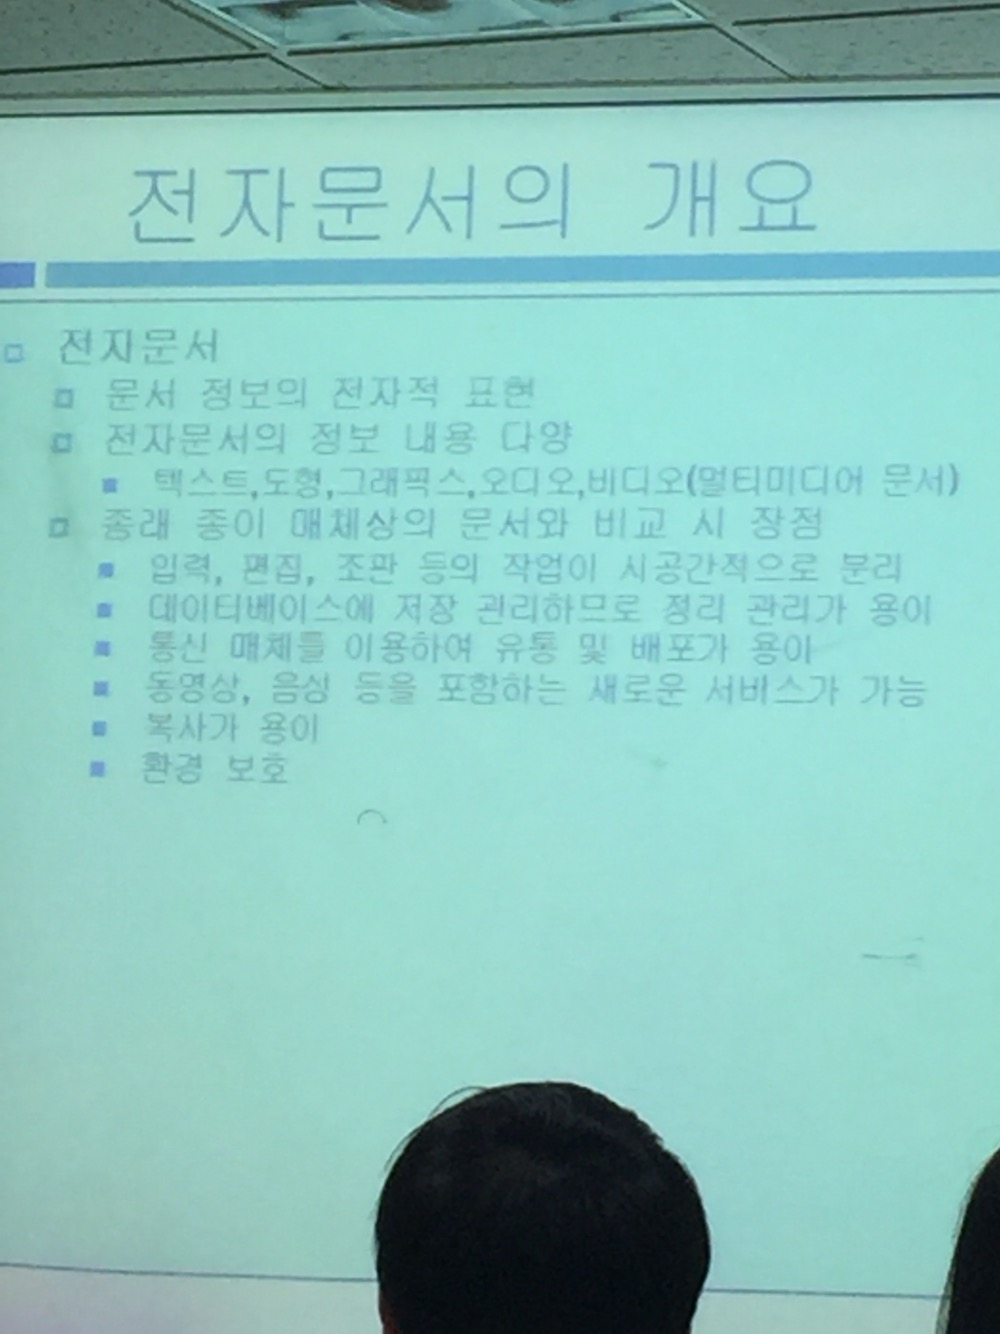 전자문서의 개요
전자문서
문서 정보의 전자적 표현
전자문서의 정보 내용 다양
텍스트,도형,그래픽스,오디오,비디오(멀티미디어 문서)
종래 종이 매체상의 문서와 비교 시 장점
입력, 편집, 조판 등의 작업이 시공간적으로 분리
데이터베이스에 저장 관리하므로 정리 관리가 용이
통신 매체를 이용하여 유통 및 배포가 용이
동영상, 음성 등을 포함하는 새로운 서비스가 가능
복사가 용이
환경 보호